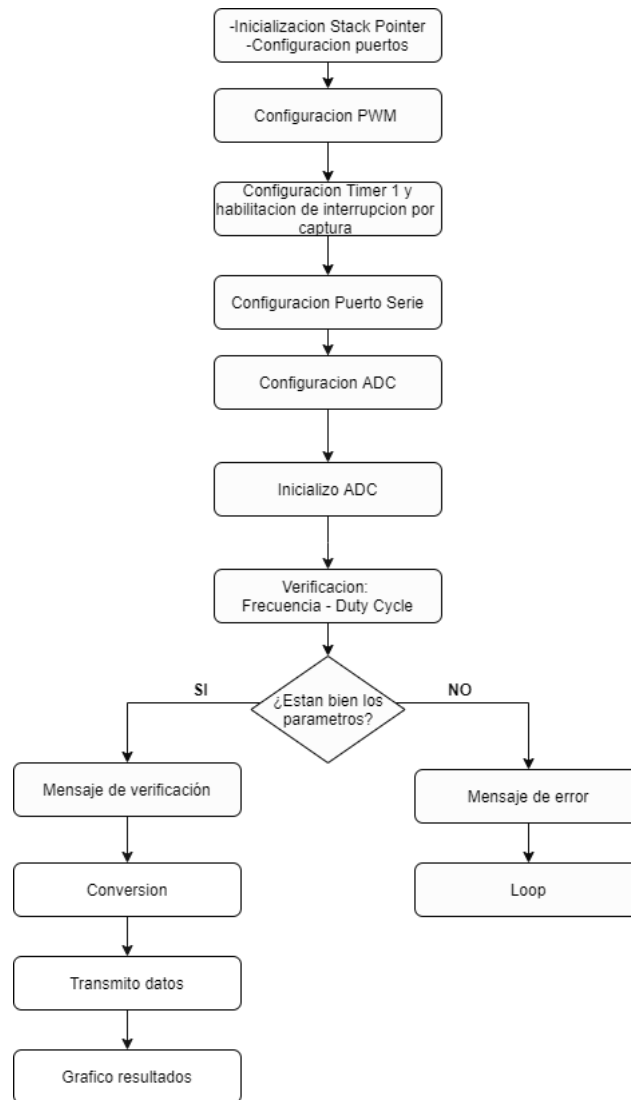 -Inicializacion Stack Pointer
-Configuracion puertos
Configuración PWM
Configuracion Timer 1 y
habilitacion de interrupcion por
captura
Configuracion Puerto Serie
Configuración ADC
Inicializo ADC
Verificacion:
Frecuencia - Duty Cycle
¿Estan bien los
parametros?
SI
NO
Mensaje de verificación
Mensaje de error
Conversion
Loop
Transmito datos
Grafico resultados